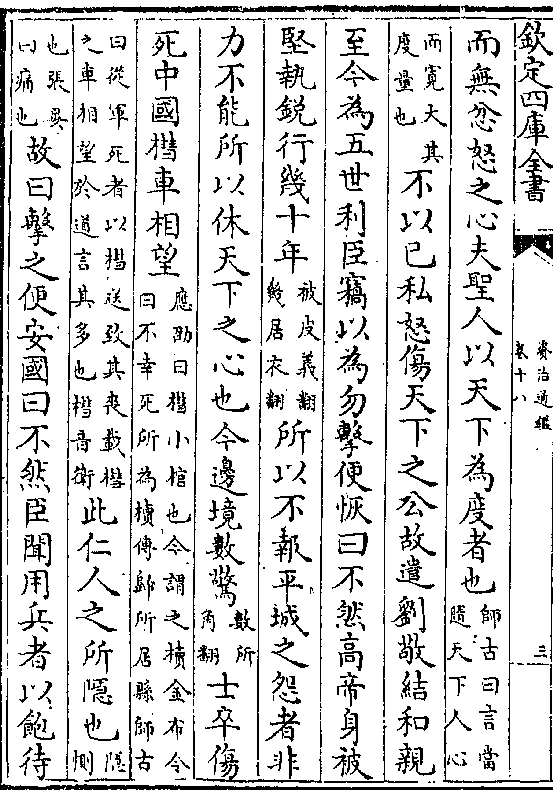 欽定四庫全書
資治通鑑
卷十八
三
而無忿怒之心夫聖人以天下為度者也師古曰言當隨天下人心
而寛大其度量也不以己私怒傷天下之公故遣劉敬結和親
至今為五世利臣竊以為勿擊便恢曰不然高帝身被
堅執鋭行幾十年被皮義翻幾居衣翻所以不報平城之怨者非
力不能所以休天下之心也今邊境數驚數所角翻士卒傷
死中國槥車相望應劭曰槥小棺也今謂之櫝金布令曰不幸死所為櫝傳歸所居縣師古
曰從軍死者以槥送致其喪載槥之車相望於道言其多也槥音衛此仁人之所隱也隱惻
也張晏曰痛也故曰擊之便安國曰不然臣聞用兵者以飽待